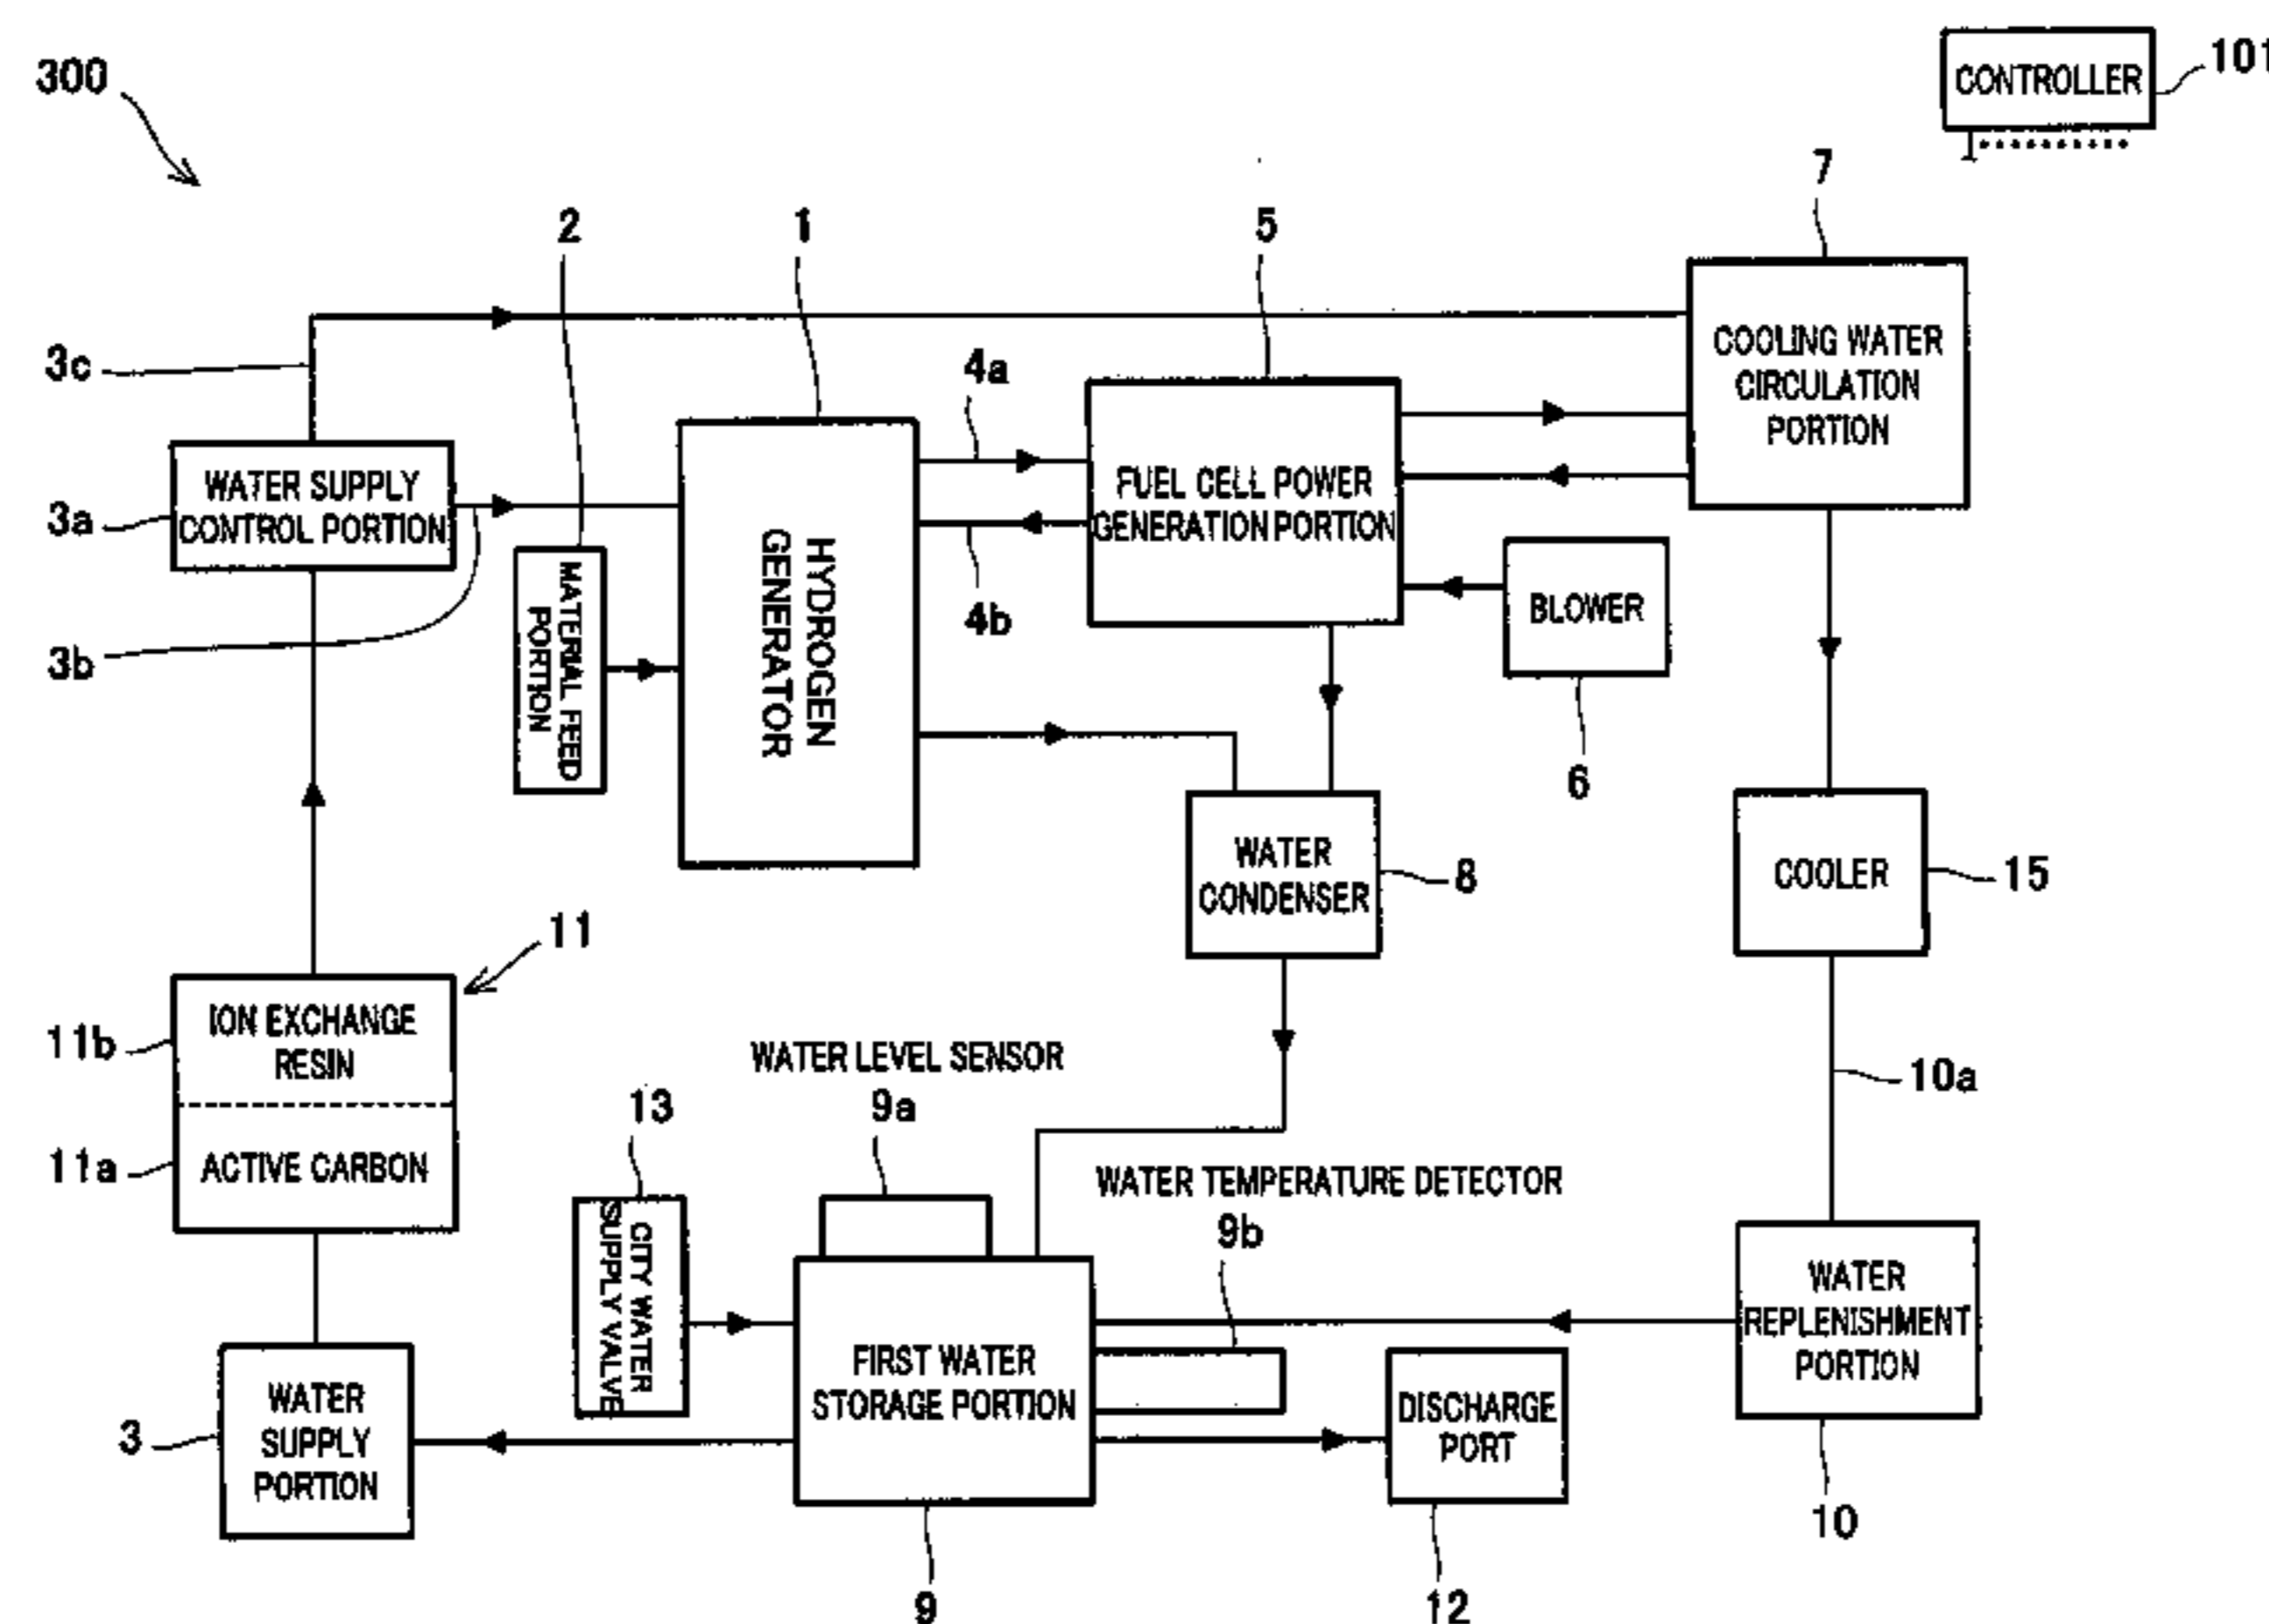 300
CONTROLLER
101
7
2
1
5
3c
4a
COOLING WATER
CIRCULATION
PORTION
WATER SUPPLY
CONTROL PORTION
3a
FUEL CELL POWER
GENERATION PORTION
HYDROGEN
GENERATOR
MATERIAL FEED
PORTION
4b
BLOWER
3b
6
WATER
CONDENSER
8
COOLER
15
11
ION EXCHANGE
RESIN
11b
WATER LEVEL SENSOR
9a
13
10a
ACTIVE CARBON
11a
WATER TEMPERATURE DETECTOR
9b
CITY WATER
SUPPLY VALVE
FIRST WATER
STORAGE PORTION
WATER
REPLENISHMENT
PORTION
WATER
SUPPLY
PORTION
3
DISCHARGE
PORT
10
9
12